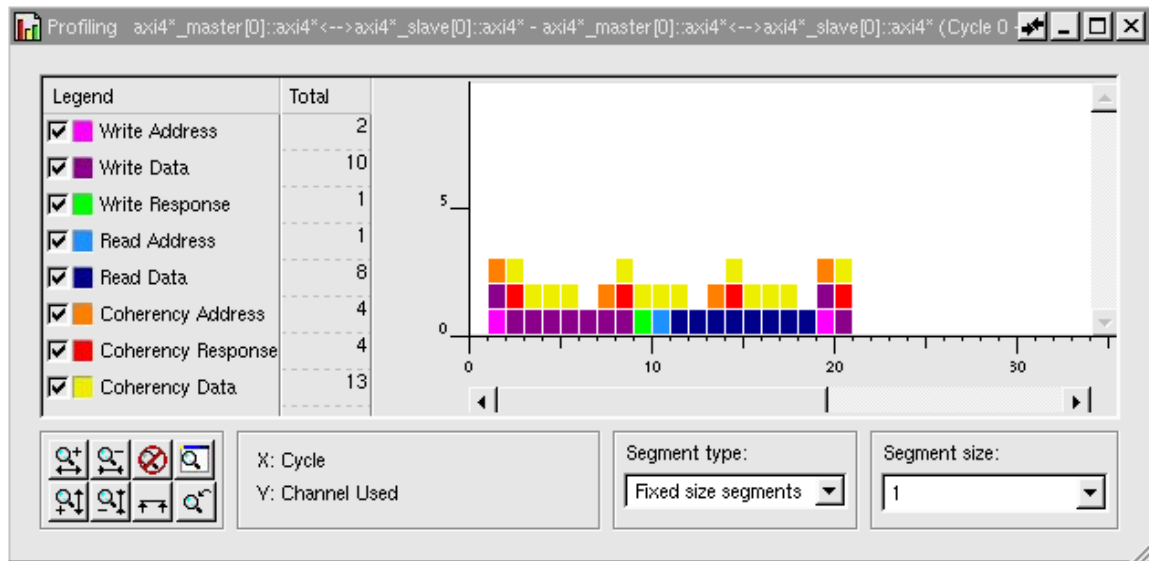 Profiling axi4*_master[0]::axi4*<-->axi4*_slave[0]::axi4* - axi4*_master[0]::axi4*<-->axi4*_slave[0]::axi4* (Cycle 0 -
Legend Total
Write Address 2
Write Data 10
Write Response 1
Read Address 1
Read Data 8
Coherency Address 4
Coherency Response 4
Coherency Data 13
5
0
0 10 20 30
X: Cycle
Y: Channel Used
Segment type:
Fixed size segments
Segment size:
1